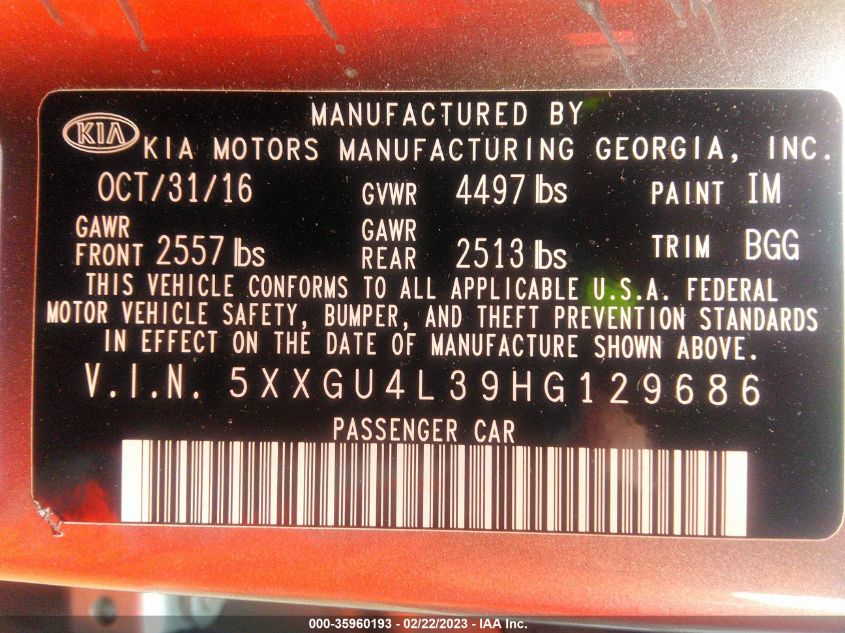 MANUFACTURED BY
KIA KIA MOTORS MANUFACTURING GEORGIA, INC.
OCT/31/16 GVWR 4497 lbs PAINT IM
GAWR FRONT 2557 lbs GAWR REAR 2513 lbs TRIM BGG
THIS VEHICLE CONFORMS TO ALL APPLICABLE U.S.A. FEDERAL
MOTOR VEHICLE SAFETY, BUMPER, AND THEFT PREVENTION STANDARDS
IN EFFECT ON THE DATE OF MANUFACTURE SHOWN ABOVE.
V.I.N. 5XXGU4L39HG129686
PASSENGER CAR
000-35960193 - 02/22/2023 - IAA Inc.